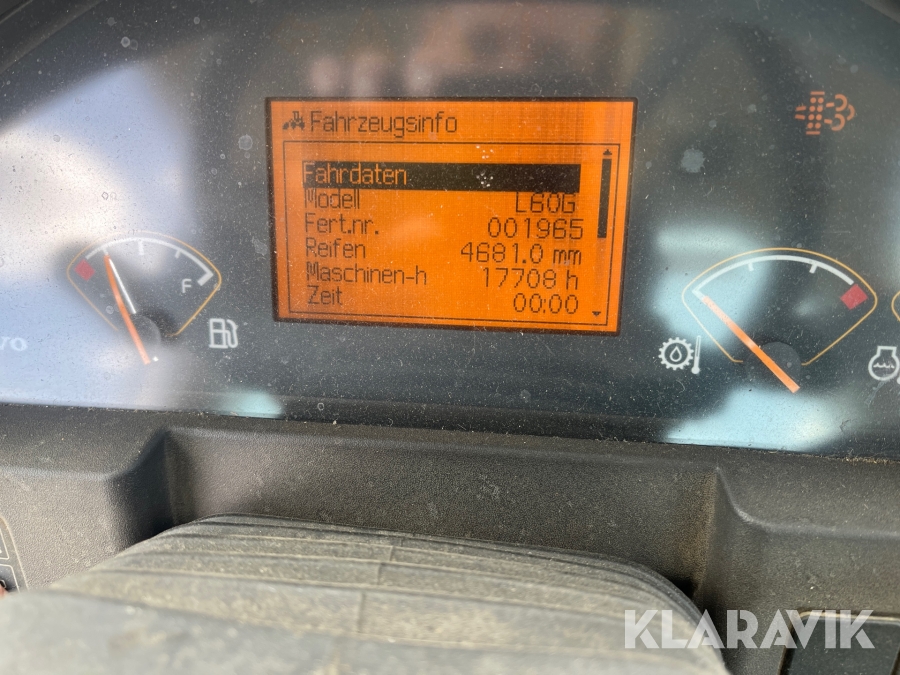 Fahrzeugsinfo
Fahrdaten
Modell L60G
Fert.nr. 001965
Reifen 4681.0 mm
Maschinen-h 17708 h
Zeit 00:00
F
KLARAVIK